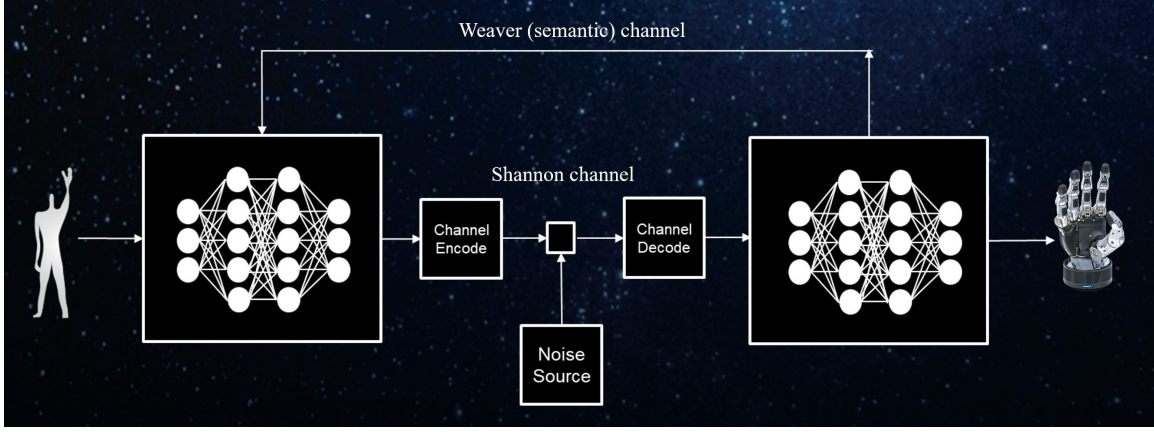 Weaver (semantic) channel
Shannon channel
Channel
Encode
Channel
Decode
Noise
Source